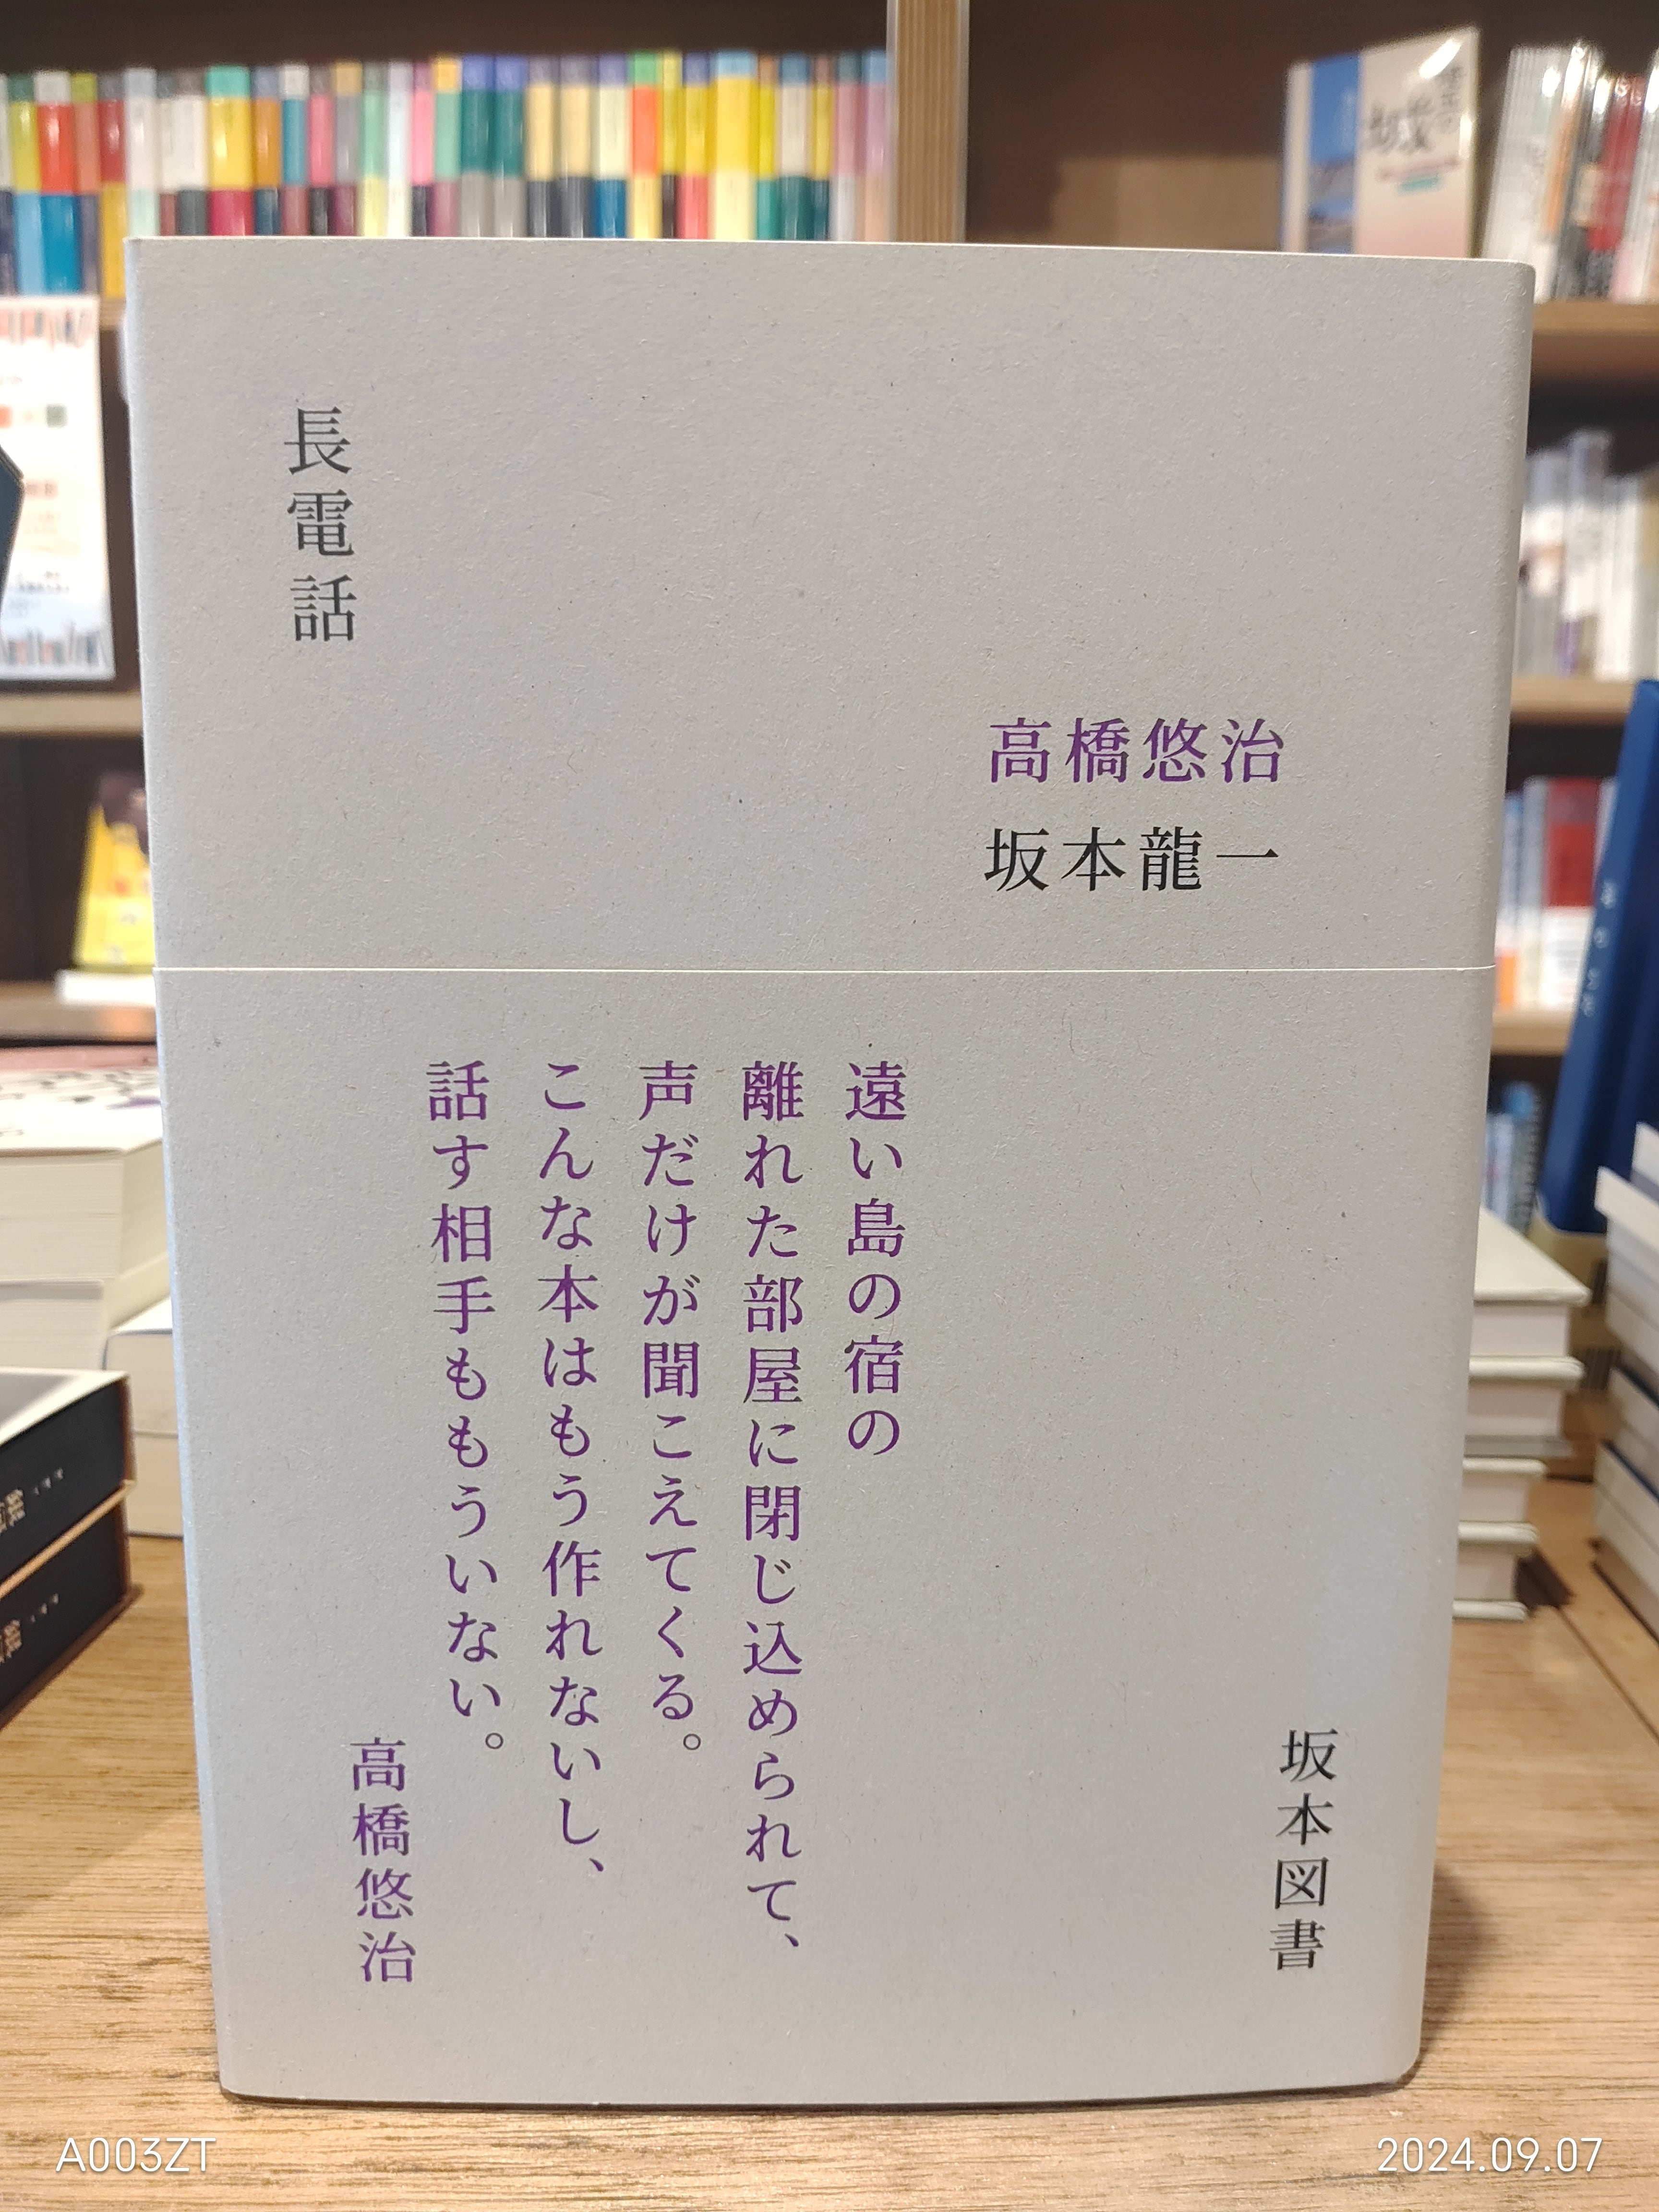 長電話
高橋悠治
坂本龍一
遠い島の宿の
離れた部屋に閉じ込められて、
声だけが聞こえてくる。
こんな本はもう作れないし、
話す相手ももういない。
高橋悠治
坂本図書
A003ZT
2024.09.07